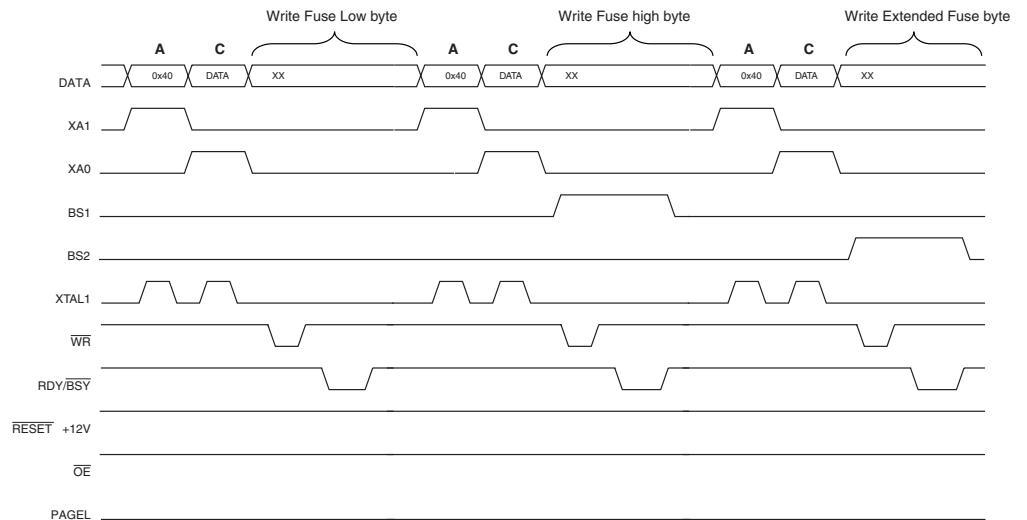 Write Fuse Low byte Write Fuse high byte Write Extended Fuse byte
A C A C A C
DATA 0x40 DATA XX 0x40 DATA XX 0x40 DATA XX
XA1
XA0
BS1
BS2
XTAL1
WR
RDY/BSY
RESET +12V
OE
PAGEL